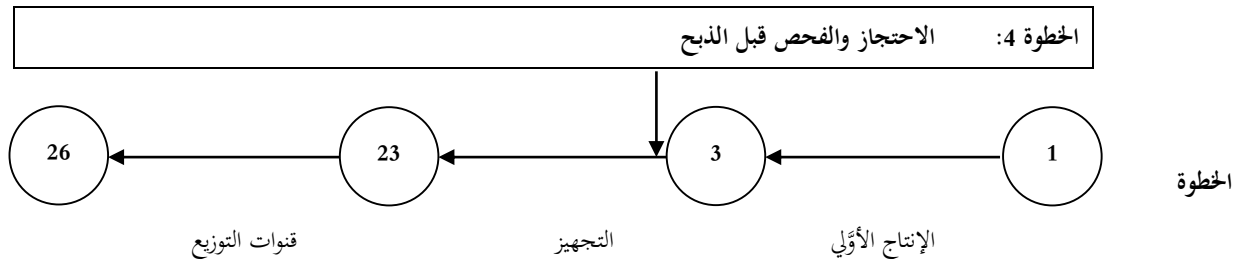 الخطوة 4: الاحتجاز والفحص قبل الذبح
1 3 23 26
الخطوة
الإنتاج الأوَّلي التجهيز قنوات التوزيع